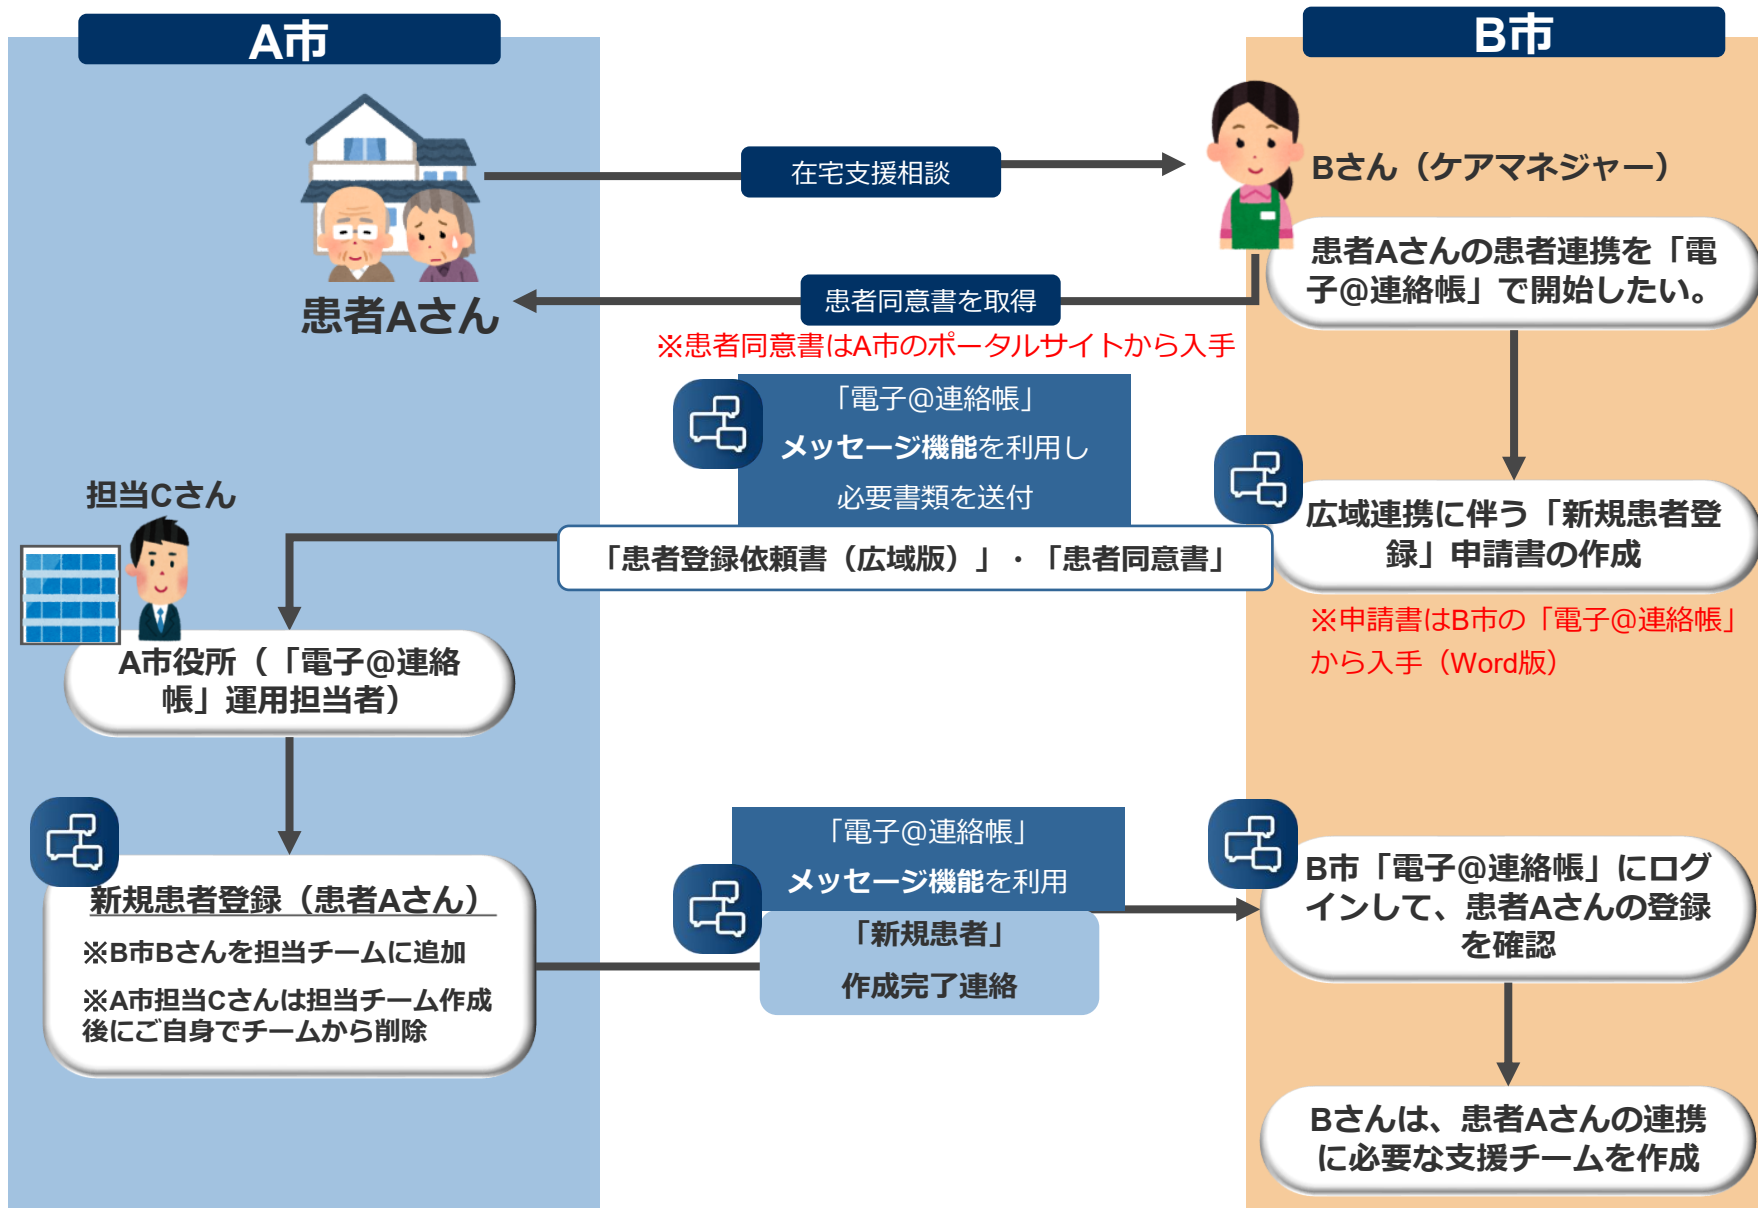 A市
B市
在宅支援相談
Bさん（ケアマネジャー）
患者Aさんの患者連携を「電
子@連絡帳」で開始したい。
患者同意書を取得
患者Aさん
※患者同意書はA市のポータルサイトから入手
「電子@連絡帳」
メッセージ機能を利用し
必要書類を送付
担当Cさん
広域連携に伴う「新規患者登
録」申請書の作成
「患者登録依頼書（広域版）」・「患者同意書」
※申請書はB市の「電子@連絡帳」
から入手（Word版）
A市役所（「電子@連絡
帳」運用担当者）
「電子@連絡帳」
メッセージ機能を利用
「新規患者」
作成完了連絡
新規患者登録（患者Aさん）
※B市Bさんを担当チームに追加
※A市担当Cさんは担当チーム作成
後にご自身でチームから削除
B市「電子@連絡帳」にログ
インして、患者Aさんの登録
を確認
Bさんは、患者Aさんの連携
に必要な支援チームを作成